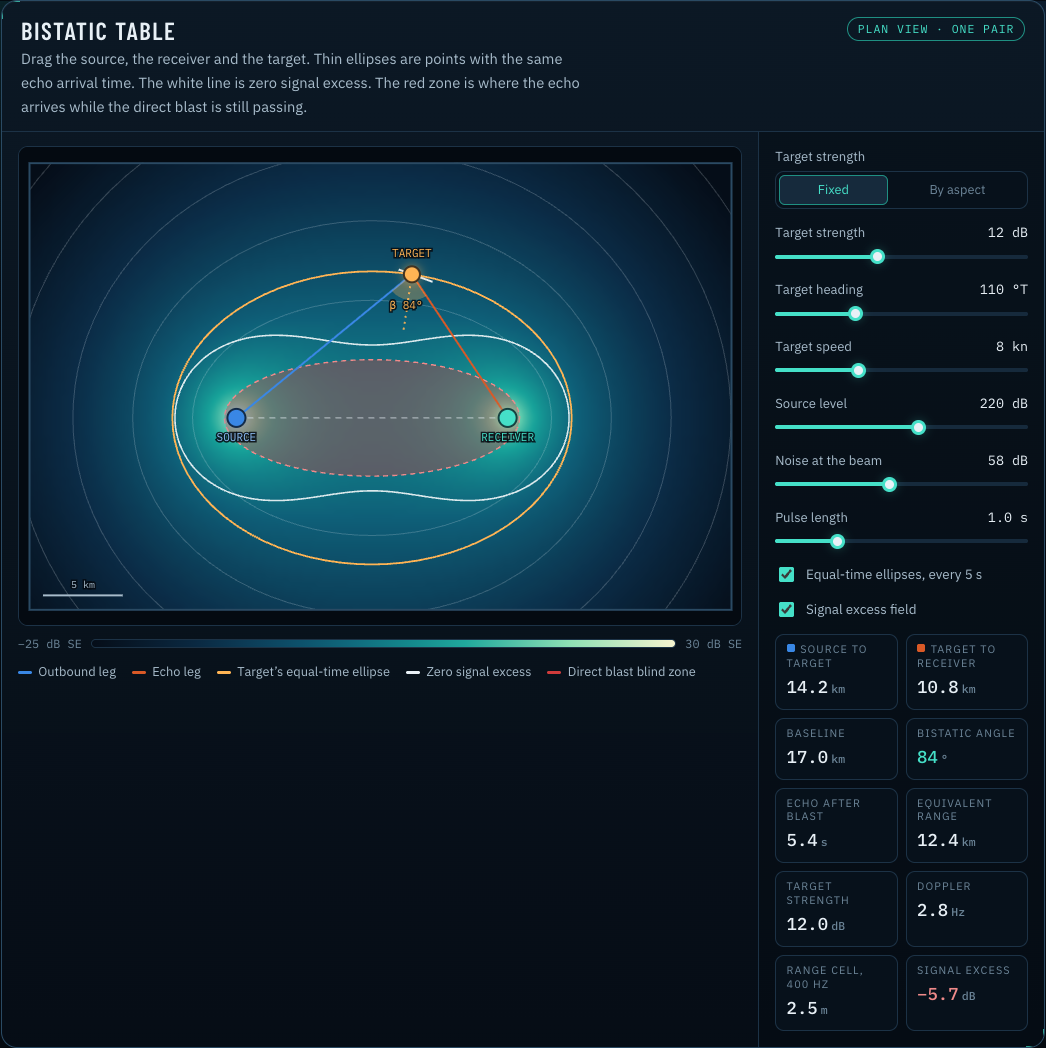 BISTATIC TABLE
PLAN VIEW · ONE PAIR
Drag the source, the receiver and the target. Thin ellipses are points with the same
echo arrival time. The white line is zero signal excess. The red zone is where the echo
arrives while the direct blast is still passing.
TARGET
β 84°
SOURCE
RECEIVER
5 km
−25 dB SE
30 dB SE
Outbound leg
Echo leg
Target’s equal-time ellipse
Zero signal excess
Direct blast blind zone
Target strength
Fixed
By aspect
Target strength 12 dB
Target heading 110 °T
Target speed 8 kn
Source level 220 dB
Noise at the beam 58 dB
Pulse length 1.0 s
Equal-time ellipses, every 5 s
Signal excess field
SOURCE TO
TARGET
14.2 km
TARGET TO
RECEIVER
10.8 km
BASELINE
17.0 km
BISTATIC ANGLE
84 °
ECHO AFTER
BLAST
5.4 s
EQUIVALENT
RANGE
12.4 km
TARGET
STRENGTH
12.0 dB
DOPPLER
2.8 Hz
RANGE CELL,
400 HZ
2.5 m
SIGNAL EXCESS
−5.7 dB